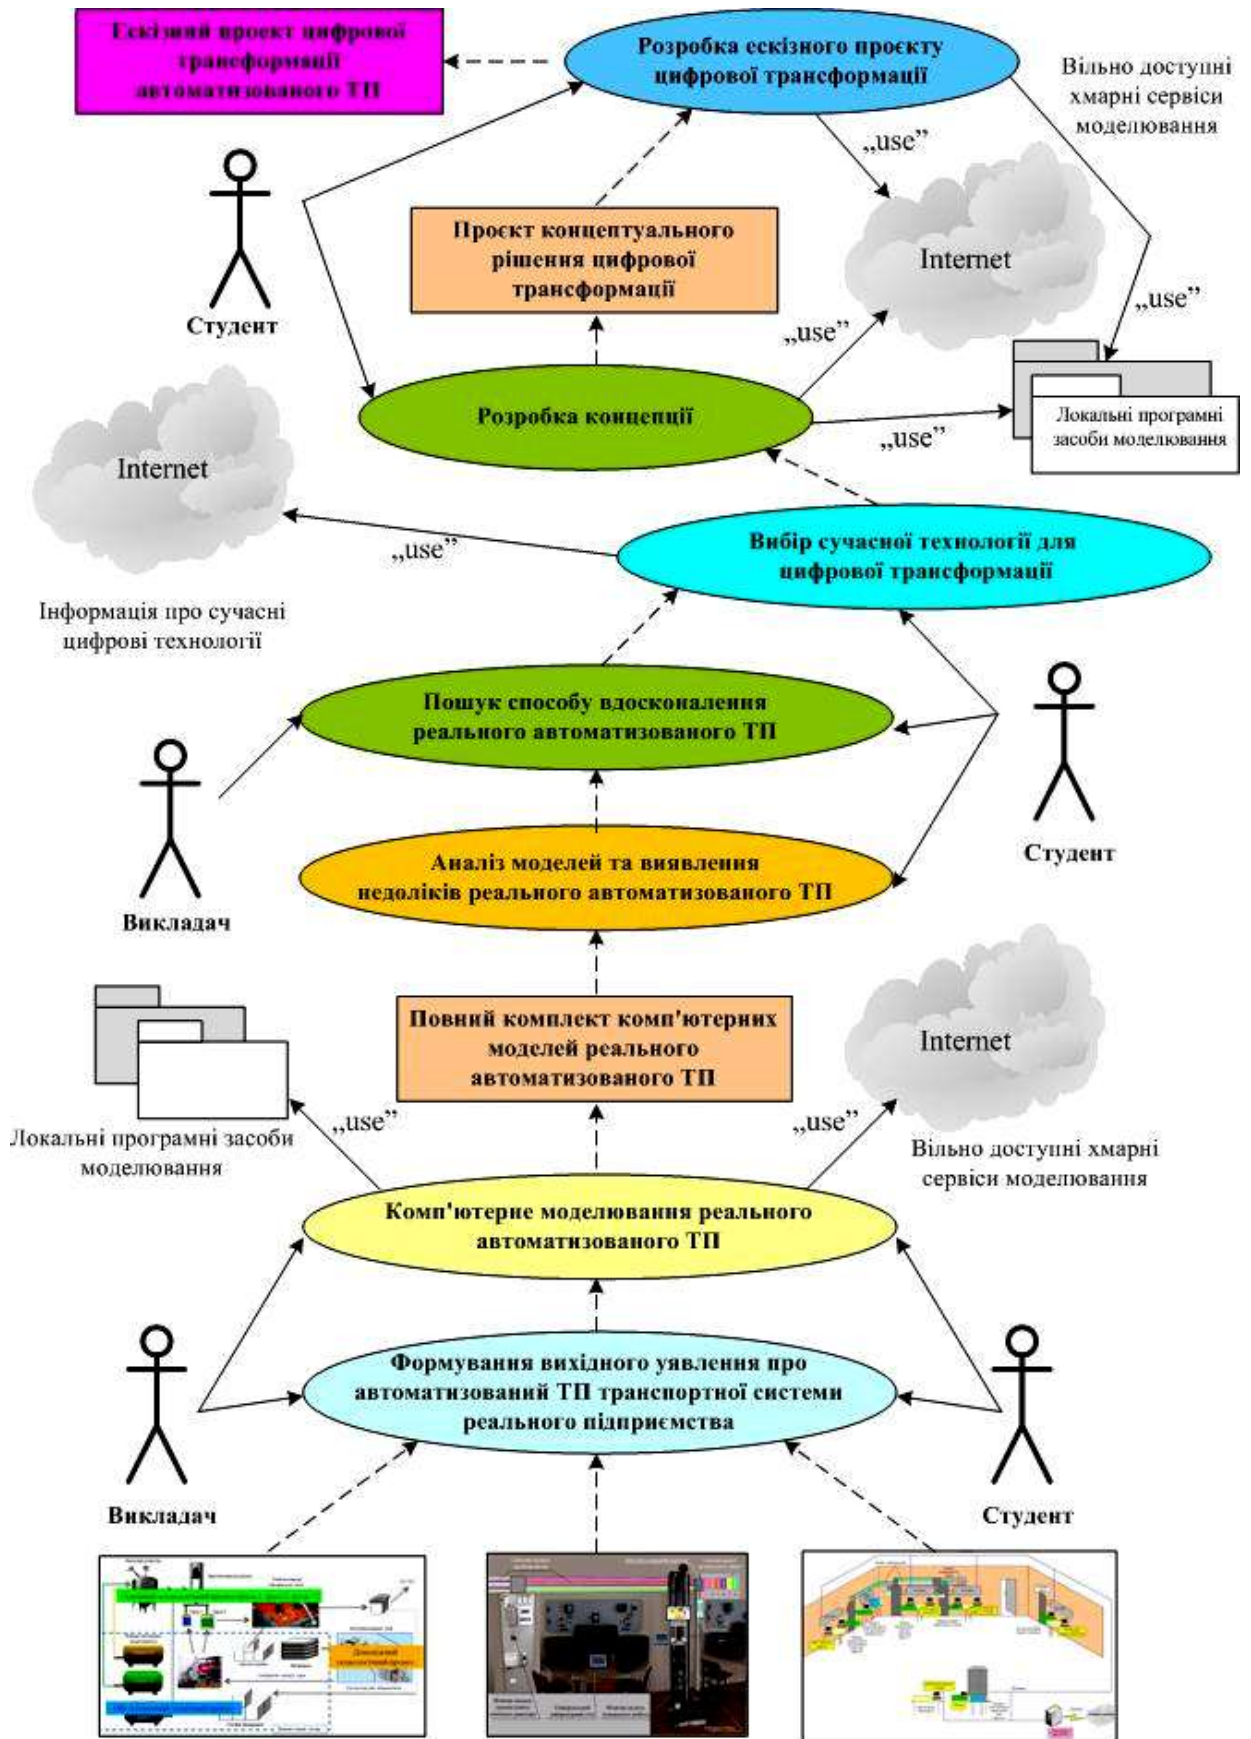 Ескізний проект цифрової
трансформації
автоматизованого ТП
Розробка ескізного проєкту
цифрової трансформації
Вільно доступні
хмарні сервіси
моделювання
„use”
Internet
Проєкт концептуального
рішення цифрової
трансформації
„use”
„use”
Студент
Розробка концепції
„use”
Локальні програмні
засоби моделювання
Internet
„use”
Вибір сучасної технології для
цифрової трансформації
Інформація про сучасні
цифрові технології
Пошук способу вдосконалення
реального автоматизованого ТП
Викладач
Студент
Аналіз моделей та виявлення
недоліків реального автоматизованого ТП
Повний комплект комп'ютерних
моделей реального
автоматизованого ТП
Internet
„use”
„use”
Локальні програмні засоби
моделювання
Вільно доступні хмарні
сервіси моделювання
Комп'ютерне моделювання реального
автоматизованого ТП
Формування вихідного уявлення про
автоматизований ТП транспортної системи
реального підприємства
Викладач
Студент